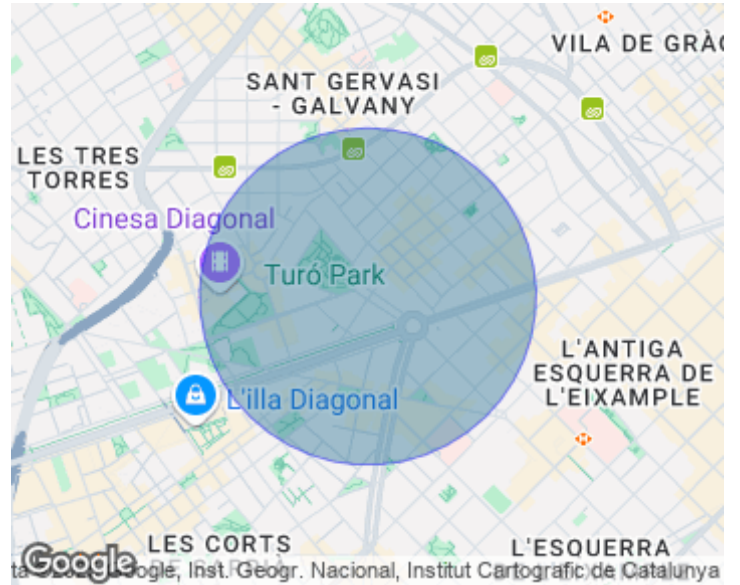 VILA DE GRÀC
SANT GERVASI
- GALVANY
LES TRES
TORRES
Cinesa Diagonal
Turó Park
L'ANTIGA
ESQUERRA DE
L'EIXAMPLE
L'illa Diagonal
LES CORTS
L'ESQUERRA
Google
Inst. Geogr. Nacional, Institut Cartogràfic de Catalunya